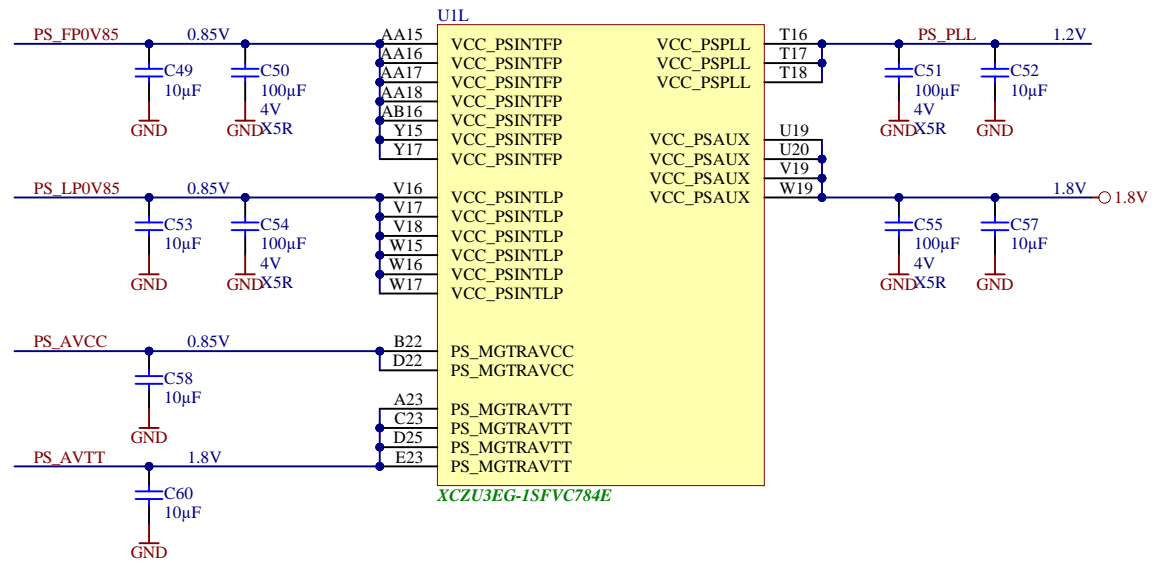 U1L
PS_FP0V85 0.85V AA15 VCC_PSINTFP VCC_PSPLL T16 PS_PLL 1.2V
AA16 VCC_PSINTFP VCC_PSPLL T17
C49 C50 AA17 VCC_PSINTFP VCC_PSPLL T18 C51 C52
10µF 100µF AA18 VCC_PSINTFP 100µF 10µF
4V AB16 VCC_PSINTFP 4V
GND GND X5R Y15 VCC_PSINTFP VCC_PSAUX U19 GND X5R GND
Y17 VCC_PSINTFP VCC_PSAUX U20
VCC_PSAUX V19
PS_LP0V85 0.85V V16 VCC_PSINTLP VCC_PSAUX W19 1.8V 1.8V
V17 VCC_PSINTLP
C53 C54 V18 VCC_PSINTLP C55 C57
10µF 100µF W15 VCC_PSINTLP 100µF 10µF
4V W16 VCC_PSINTLP 4V
GND GND X5R W17 VCC_PSINTLP GND X5R GND
PS_AVCC 0.85V B22 PS_MGTRAVCC
D22 PS_MGTRAVCC
C58
10µF
A23 PS_MGTRAVTT
C23 PS_MGTRAVTT
GND D25 PS_MGTRAVTT
PS_AVTT 1.8V E23 PS_MGTRAVTT
C60 XCZU3EG-1SFVC784E
10µF
GND